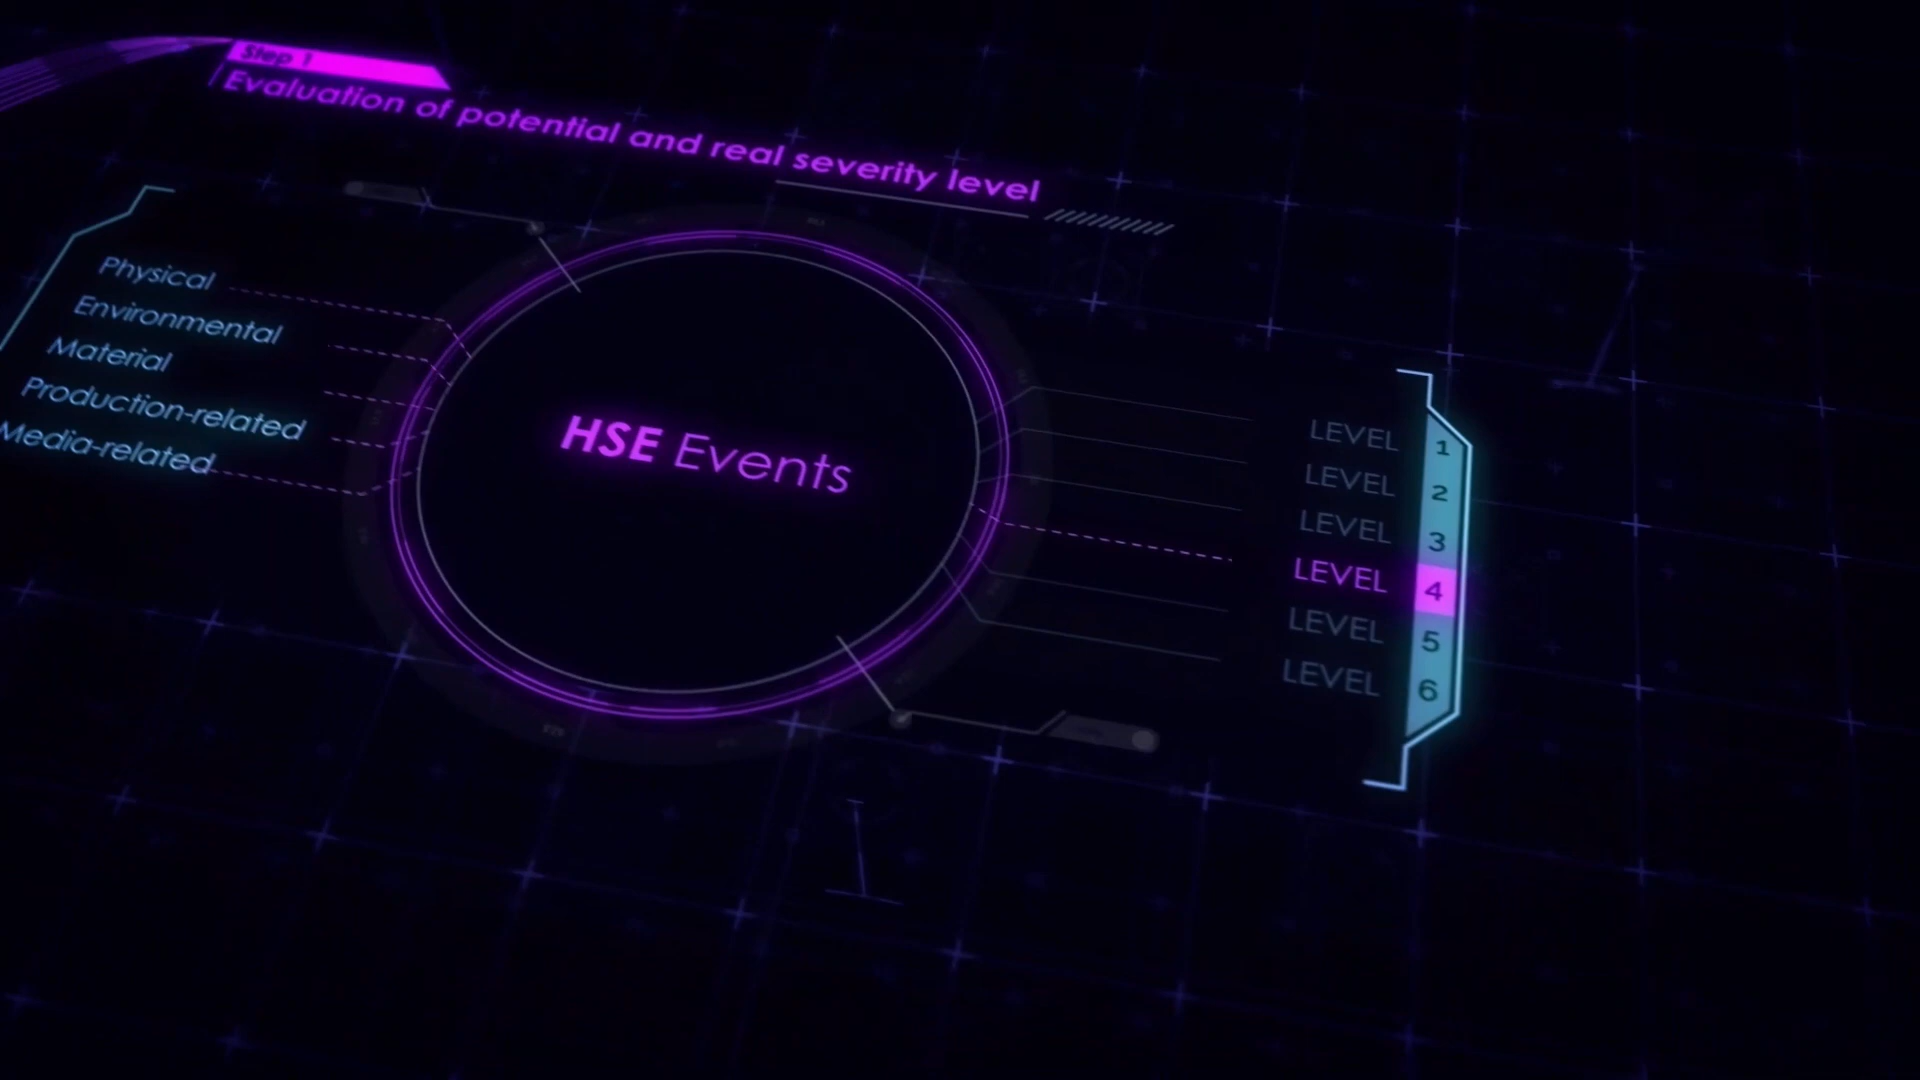 Step 1
Evaluation of potential and real severity level
Physical
Environmental
Material
Production-related
Media-related
HSE Events
LEVEL 1
LEVEL 2
LEVEL 3
LEVEL 4
LEVEL 5
LEVEL 6